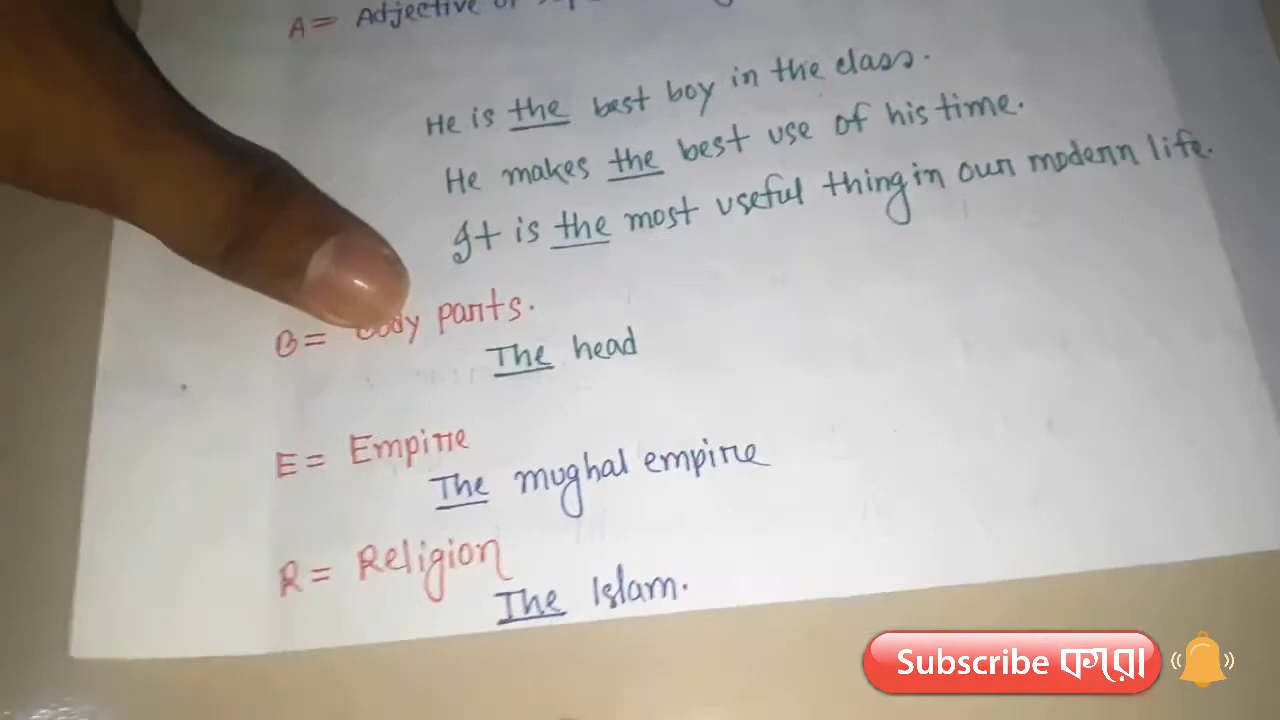 A= Adjective of
He is the best boy in the class.
He makes the best use of his time.
It is the most useful thing in our modern life.
B= Body parts.
The head
E= Empire
The mughal empire
R= Religion
The Islam.
Subscribe করো